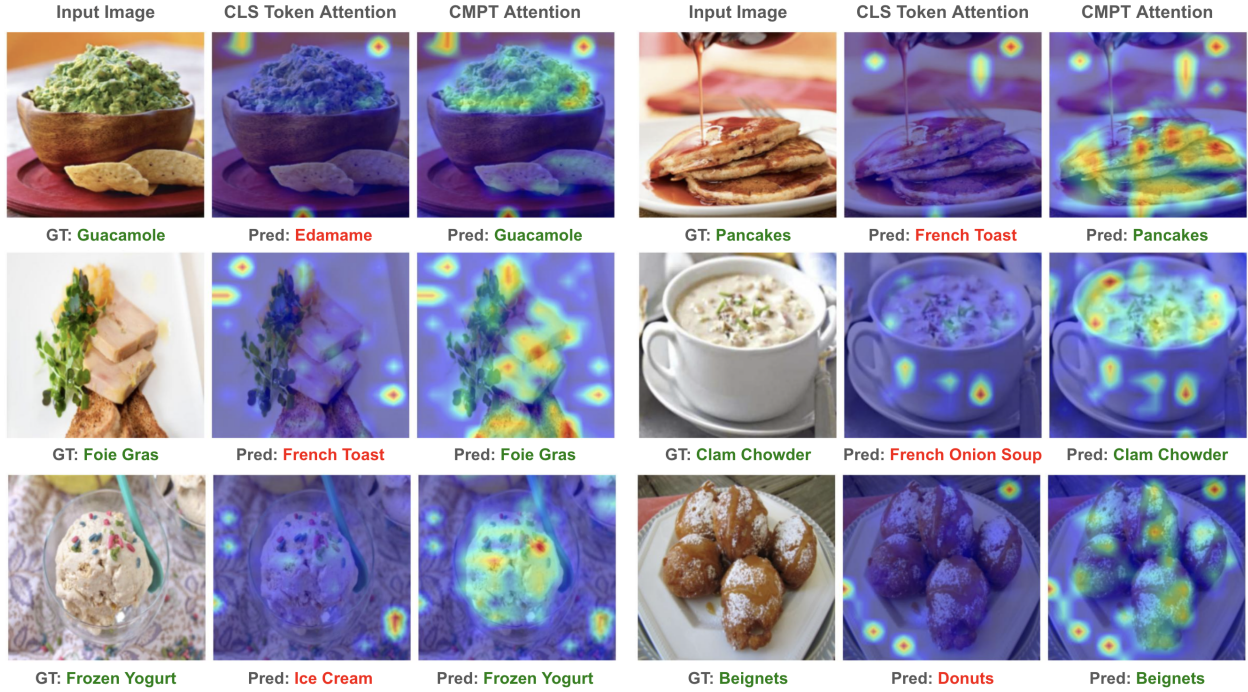 Input Image CLS Token Attention CMPT Attention Input Image CLS Token Attention CMPT Attention
GT: Guacamole Pred: Edamame Pred: Guacamole GT: Pancakes Pred: French Toast Pred: Pancakes
GT: Foie Gras Pred: French Toast Pred: Foie Gras GT: Clam Chowder Pred: French Onion Soup Pred: Clam Chowder
GT: Frozen Yogurt Pred: Ice Cream Pred: Frozen Yogurt GT: Beignets Pred: Donuts Pred: Beignets